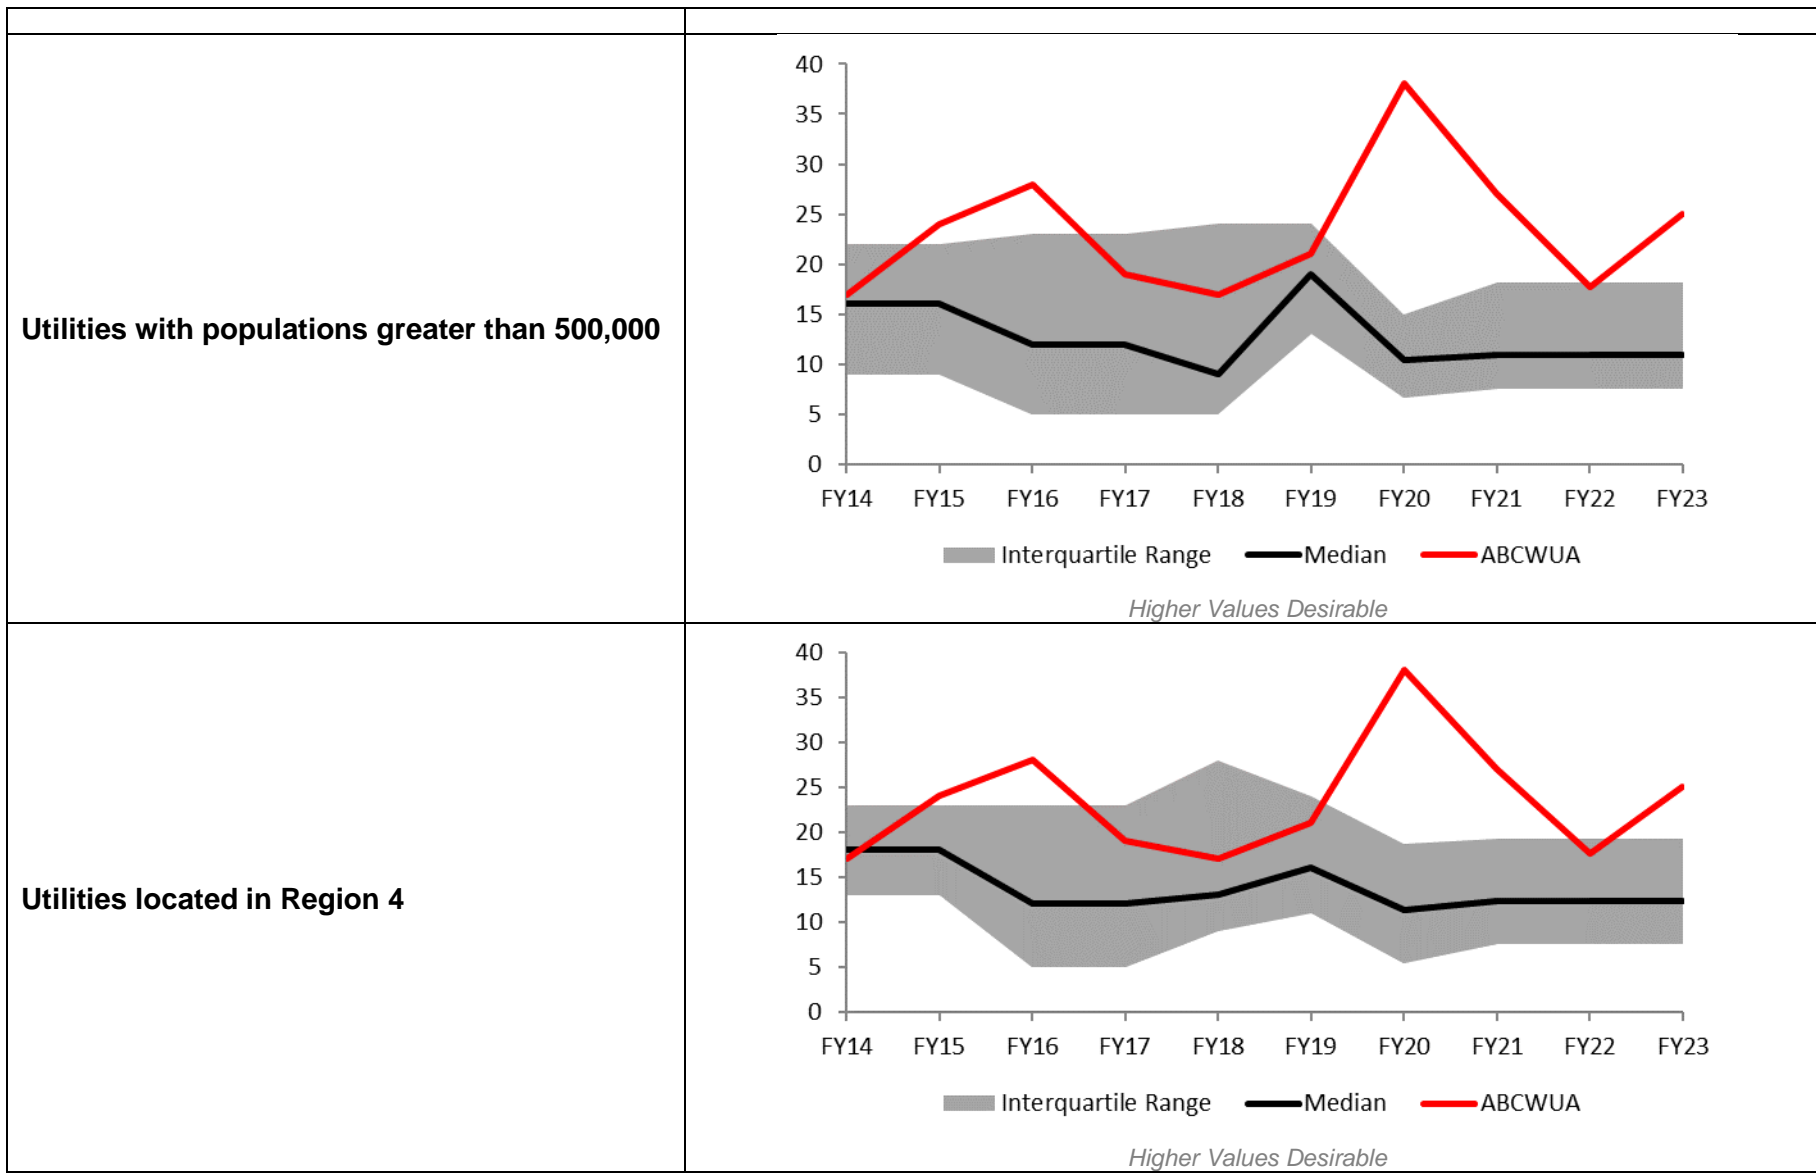 40
35
30
25
20
15
10
5
0
Utilities with populations greater than 500,000
FY14 FY15 FY16 FY17 FY18 FY19 FY20 FY21 FY22 FY23
Interquartile Range Median ABCWUA
Higher Values Desirable
40
35
30
25
20
15
10
5
0
Utilities located in Region 4
FY14 FY15 FY16 FY17 FY18 FY19 FY20 FY21 FY22 FY23
Interquartile Range Median ABCWUA
Higher Values Desirable